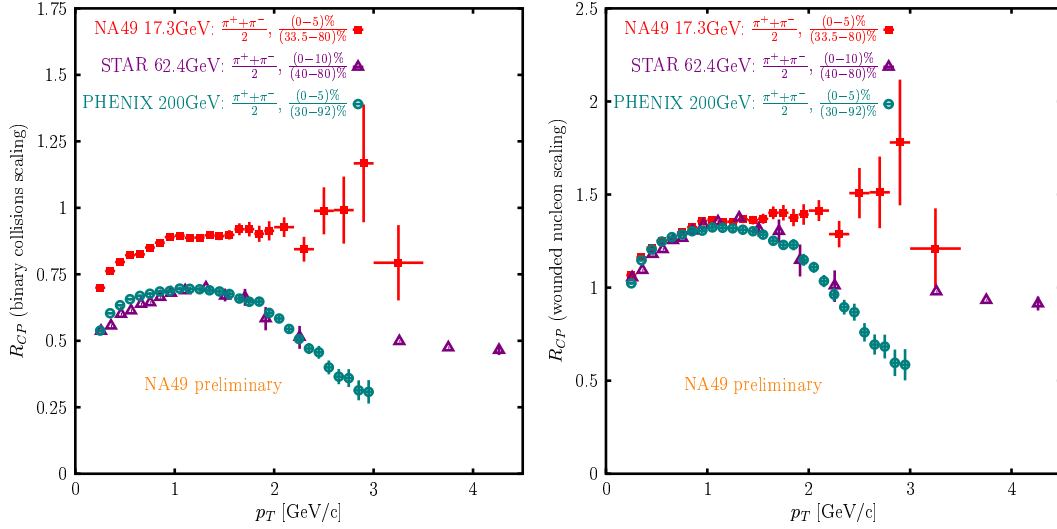 NA49 17.3GeV: π⁺+π⁻/2, (0−5)%/(33.5−80)%
STAR 62.4GeV: π⁺+π⁻/2, (0−10)%/(40−80)%
PHENIX 200GeV: π⁺+π⁻/2, (0−5)%/(30−92)%
R_CP (binary collisions scaling)
1.75
1.5
1.25
1
0.75
0.5
0.25
0
NA49 preliminary
0 1 2 3 4
p_T [GeV/c]
NA49 17.3GeV: π⁺+π⁻/2, (0−5)%/(33.5−80)%
STAR 62.4GeV: π⁺+π⁻/2, (0−10)%/(40−80)%
PHENIX 200GeV: π⁺+π⁻/2, (0−5)%/(30−92)%
R_CP (wounded nucleon scaling)
2.5
2
1.5
1
0.5
0
NA49 preliminary
0 1 2 3 4
p_T [GeV/c]